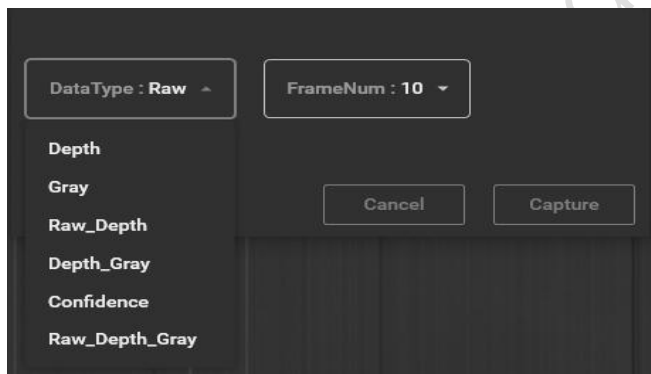 DataType : Raw FrameNum : 10
Depth
Gray
Raw_Depth
Cancel Capture
Depth_Gray
Confidence
Raw_Depth_Gray